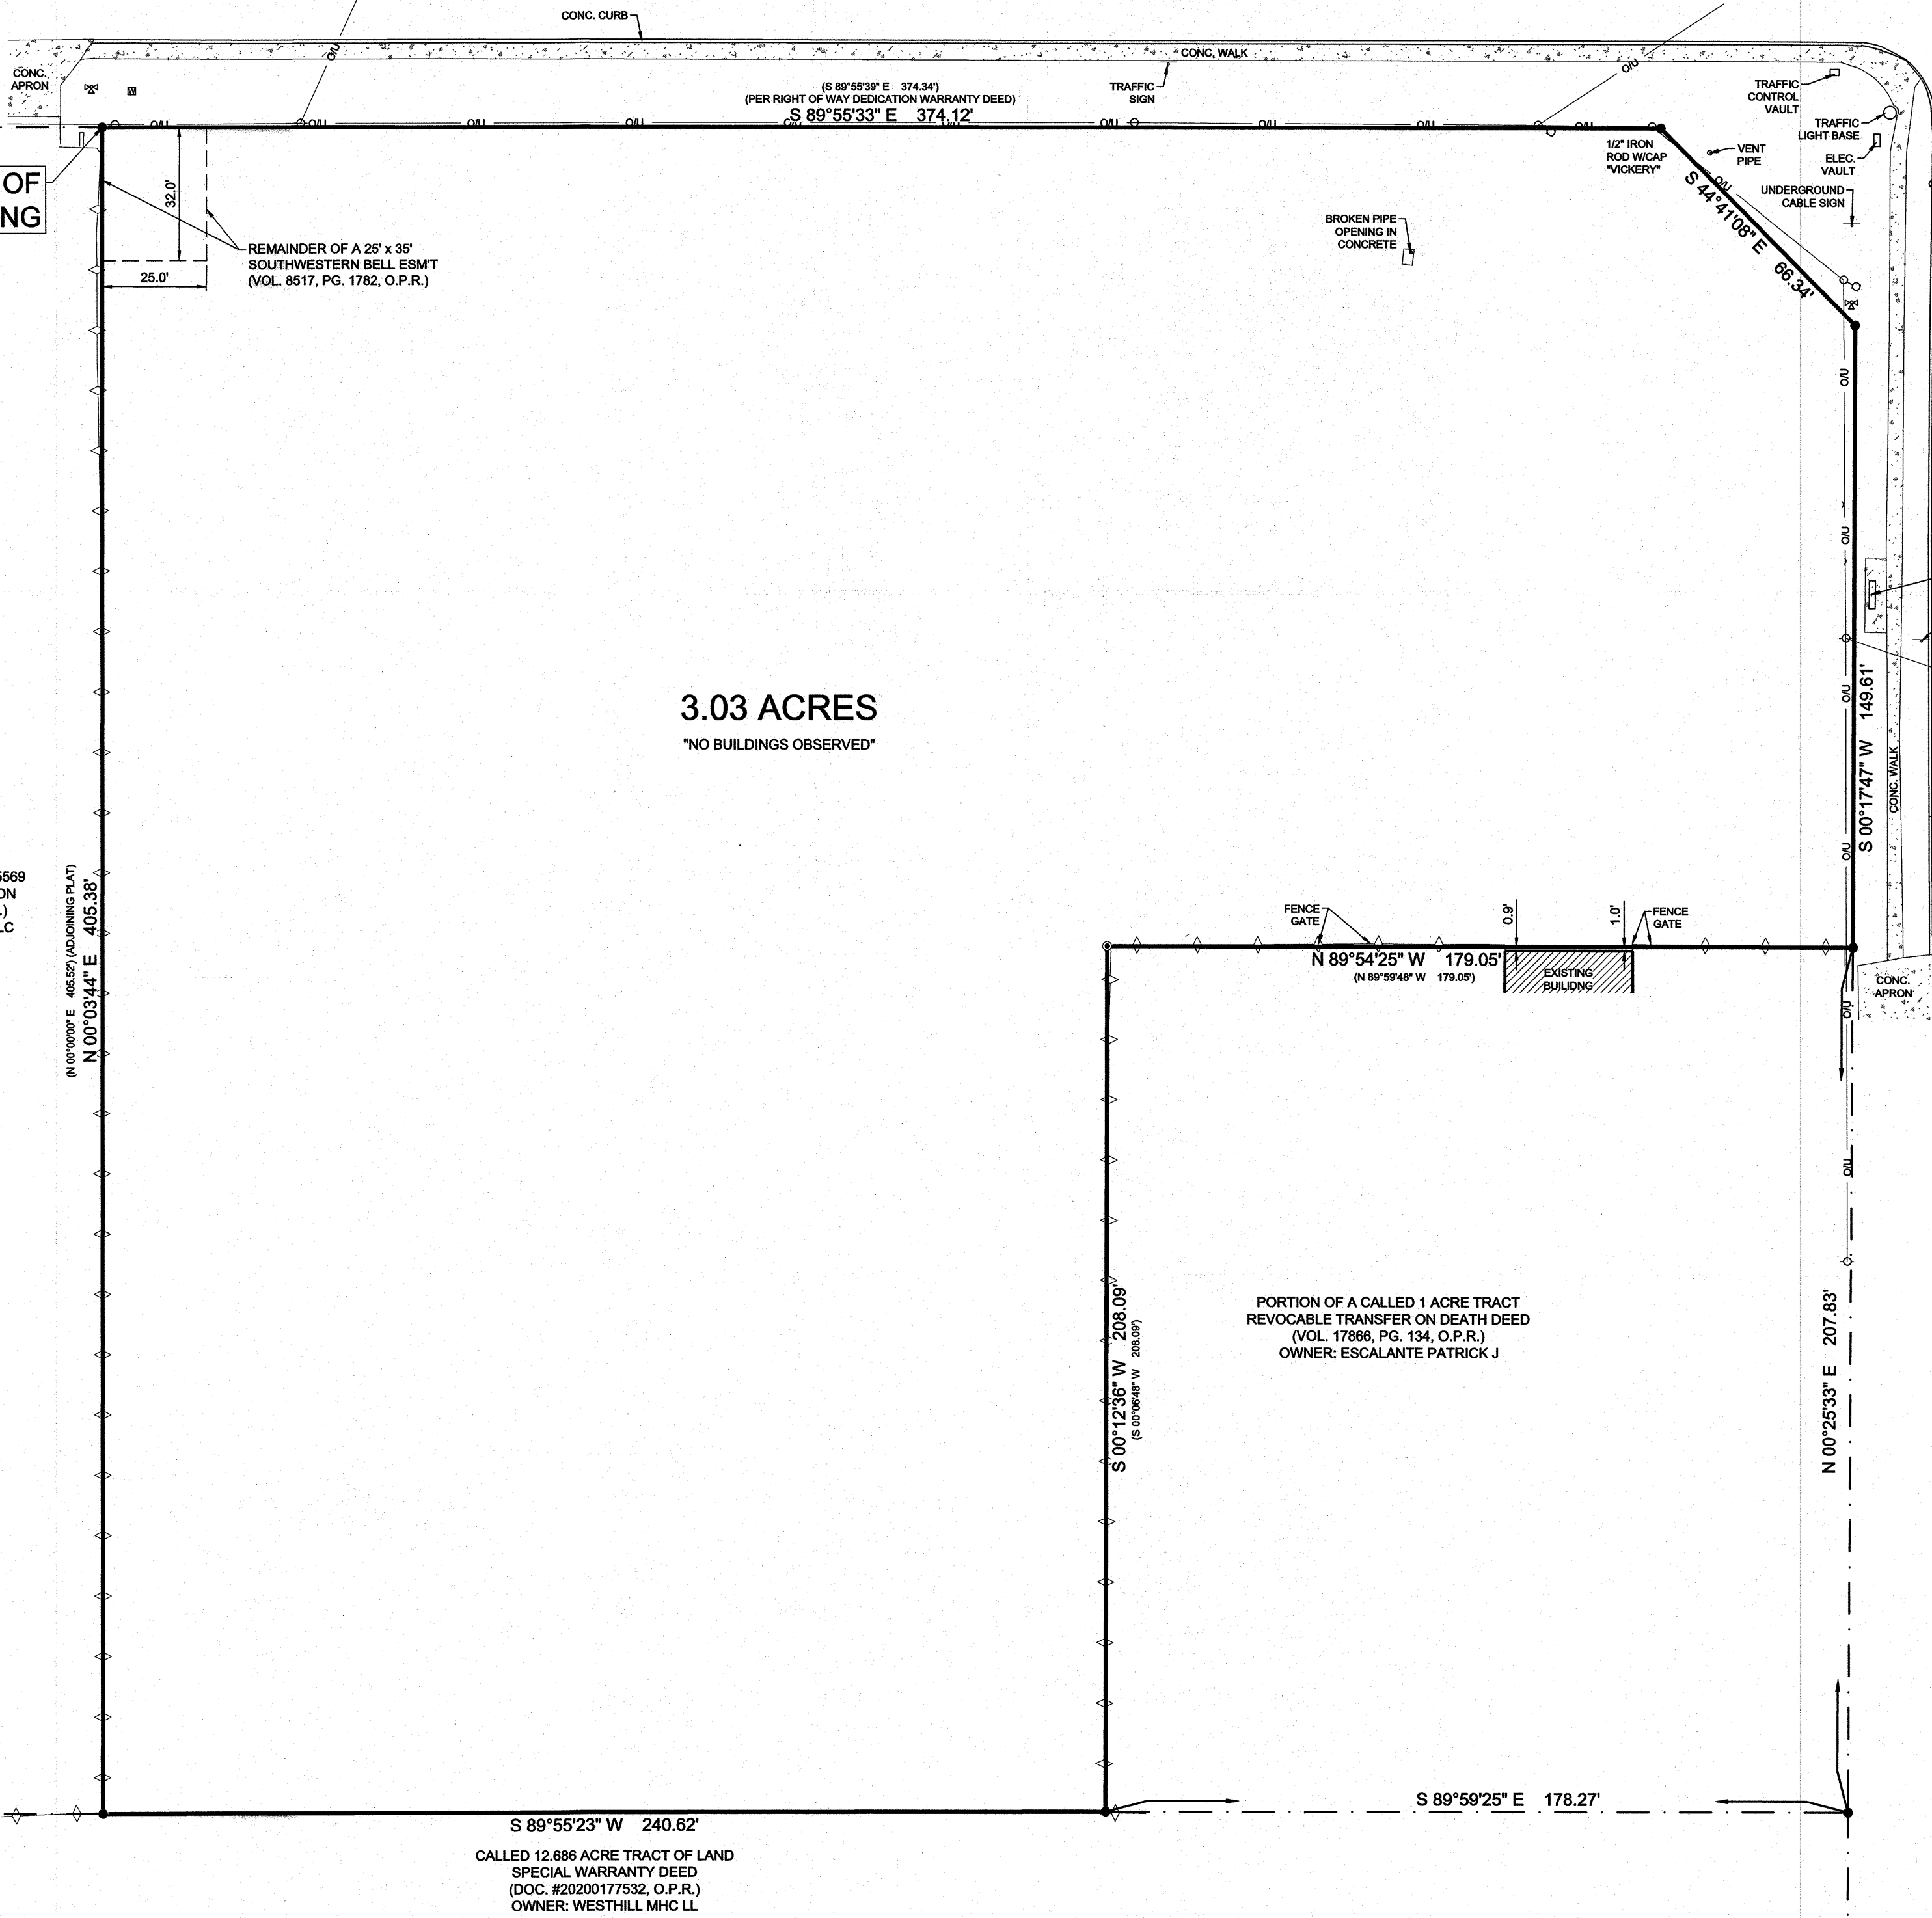 CONC. CURB
CONC. WALK
CONC.
APRON
W
O/U
O/U
(S 89°55'39" E 374.34')
(PER RIGHT OF WAY DEDICATION WARRANTY DEED)
S 89°55'33" E 374.12'
TRAFFIC
SIGN
TRAFFIC
CONTROL
VAULT
TRAFFIC
LIGHT BASE
ELEC.
VAULT
VENT
PIPE
UNDERGROUND
CABLE SIGN
1/2" IRON
ROD W/CAP
"VICKERY"
O/U O/U O/U O/U O/U O/U O/U O/U O/U O/U
OF
NG
32.0'
25.0'
REMAINDER OF A 25' x 35'
SOUTHWESTERN BELL ESM'T
(VOL. 8517, PG. 1782, O.P.R.)
BROKEN PIPE
OPENING IN
CONCRETE
O/U
S 44°41'08" E 66.34'
O/U
O/U
O/U
O/U
3.03 ACRES
"NO BUILDINGS OBSERVED"
S 00°17'47" W 149.61'
CONC. WALK
5569
ON
.)
LC
(N 00°00'00" E 405.52') (ADJOINING PLAT)
N 00°03'44" E 405.38'
FENCE
GATE
0.9'
1.0'
FENCE
GATE
N 89°54'25" W 179.05'
(N 89°59'48" W 179.05')
EXISTING
BUILIDNG
CONC.
APRON
O/U
O/U
S 00°12'36" W 208.09'
(S 00°06'48" W 208.09')
PORTION OF A CALLED 1 ACRE TRACT
REVOCABLE TRANSFER ON DEATH DEED
(VOL. 17866, PG. 134, O.P.R.)
OWNER: ESCALANTE PATRICK J
N 00°25'33" E 207.83'
S 89°59'25" E 178.27'
S 89°55'23" W 240.62'
CALLED 12.686 ACRE TRACT OF LAND
SPECIAL WARRANTY DEED
(DOC. #20200177532, O.P.R.)
OWNER: WESTHILL MHC LL